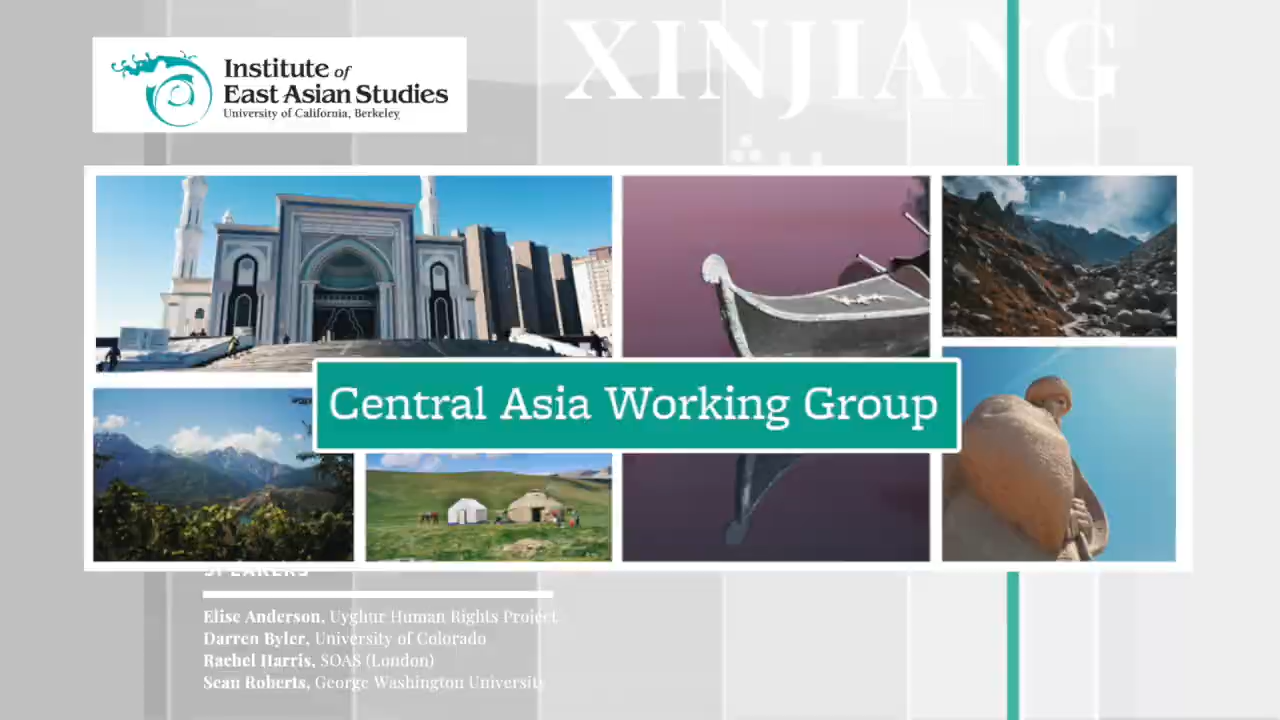 XINJIANG
Institute of
East Asian Studies
University of California, Berkeley
Central Asia Working Group
SPEAKERS
Elise Anderson, Uyghur Human Rights Project
Darren Byler, University of Colorado
Rachel Harris, SOAS (London)
Sean Roberts, George Washington University